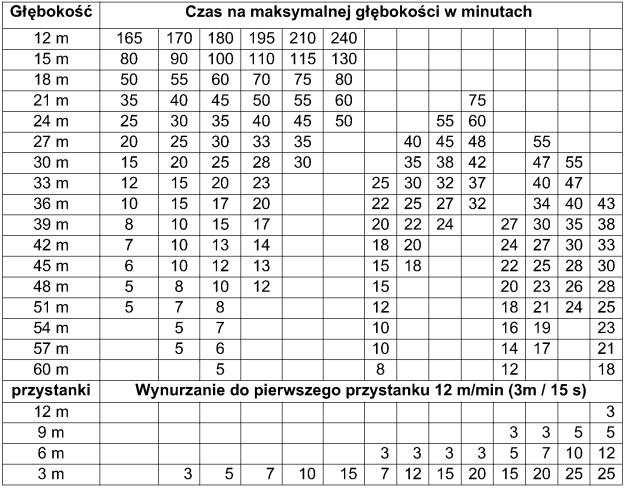 Głębokość Czas na maksymalnej głębokości w minutach
12 m 165 170 180 195 210 240
15 m 80 90 100 110 115 130
18 m 50 55 60 70 75 80
21 m 35 40 45 50 55 60 75
24 m 25 30 35 40 45 50 55 60
27 m 20 25 30 33 35 40 45 48 55
30 m 15 20 25 28 30 35 38 42 47 55
33 m 12 15 20 23 25 30 32 37 40 47
36 m 10 15 17 20 22 25 27 32 34 40 43
39 m 8 10 15 17 20 22 24 27 30 35 38
42 m 7 10 13 14 18 20 24 27 30 33
45 m 6 10 12 13 15 18 22 25 28 30
48 m 5 8 10 12 15 20 23 26 28
51 m 5 7 8 12 18 21 24 25
54 m 5 7 10 16 19 23
57 m 5 6 10 14 17 21
60 m 5 8 12 18
przystanki Wynurzanie do pierwszego przystanku 12 m/min (3m / 15 s)
12 m 3
9 m 3 3 5 5
6 m 3 3 3 3 5 7 10 12
3 m 3 5 7 10 15 7 12 15 20 15 20 25 25